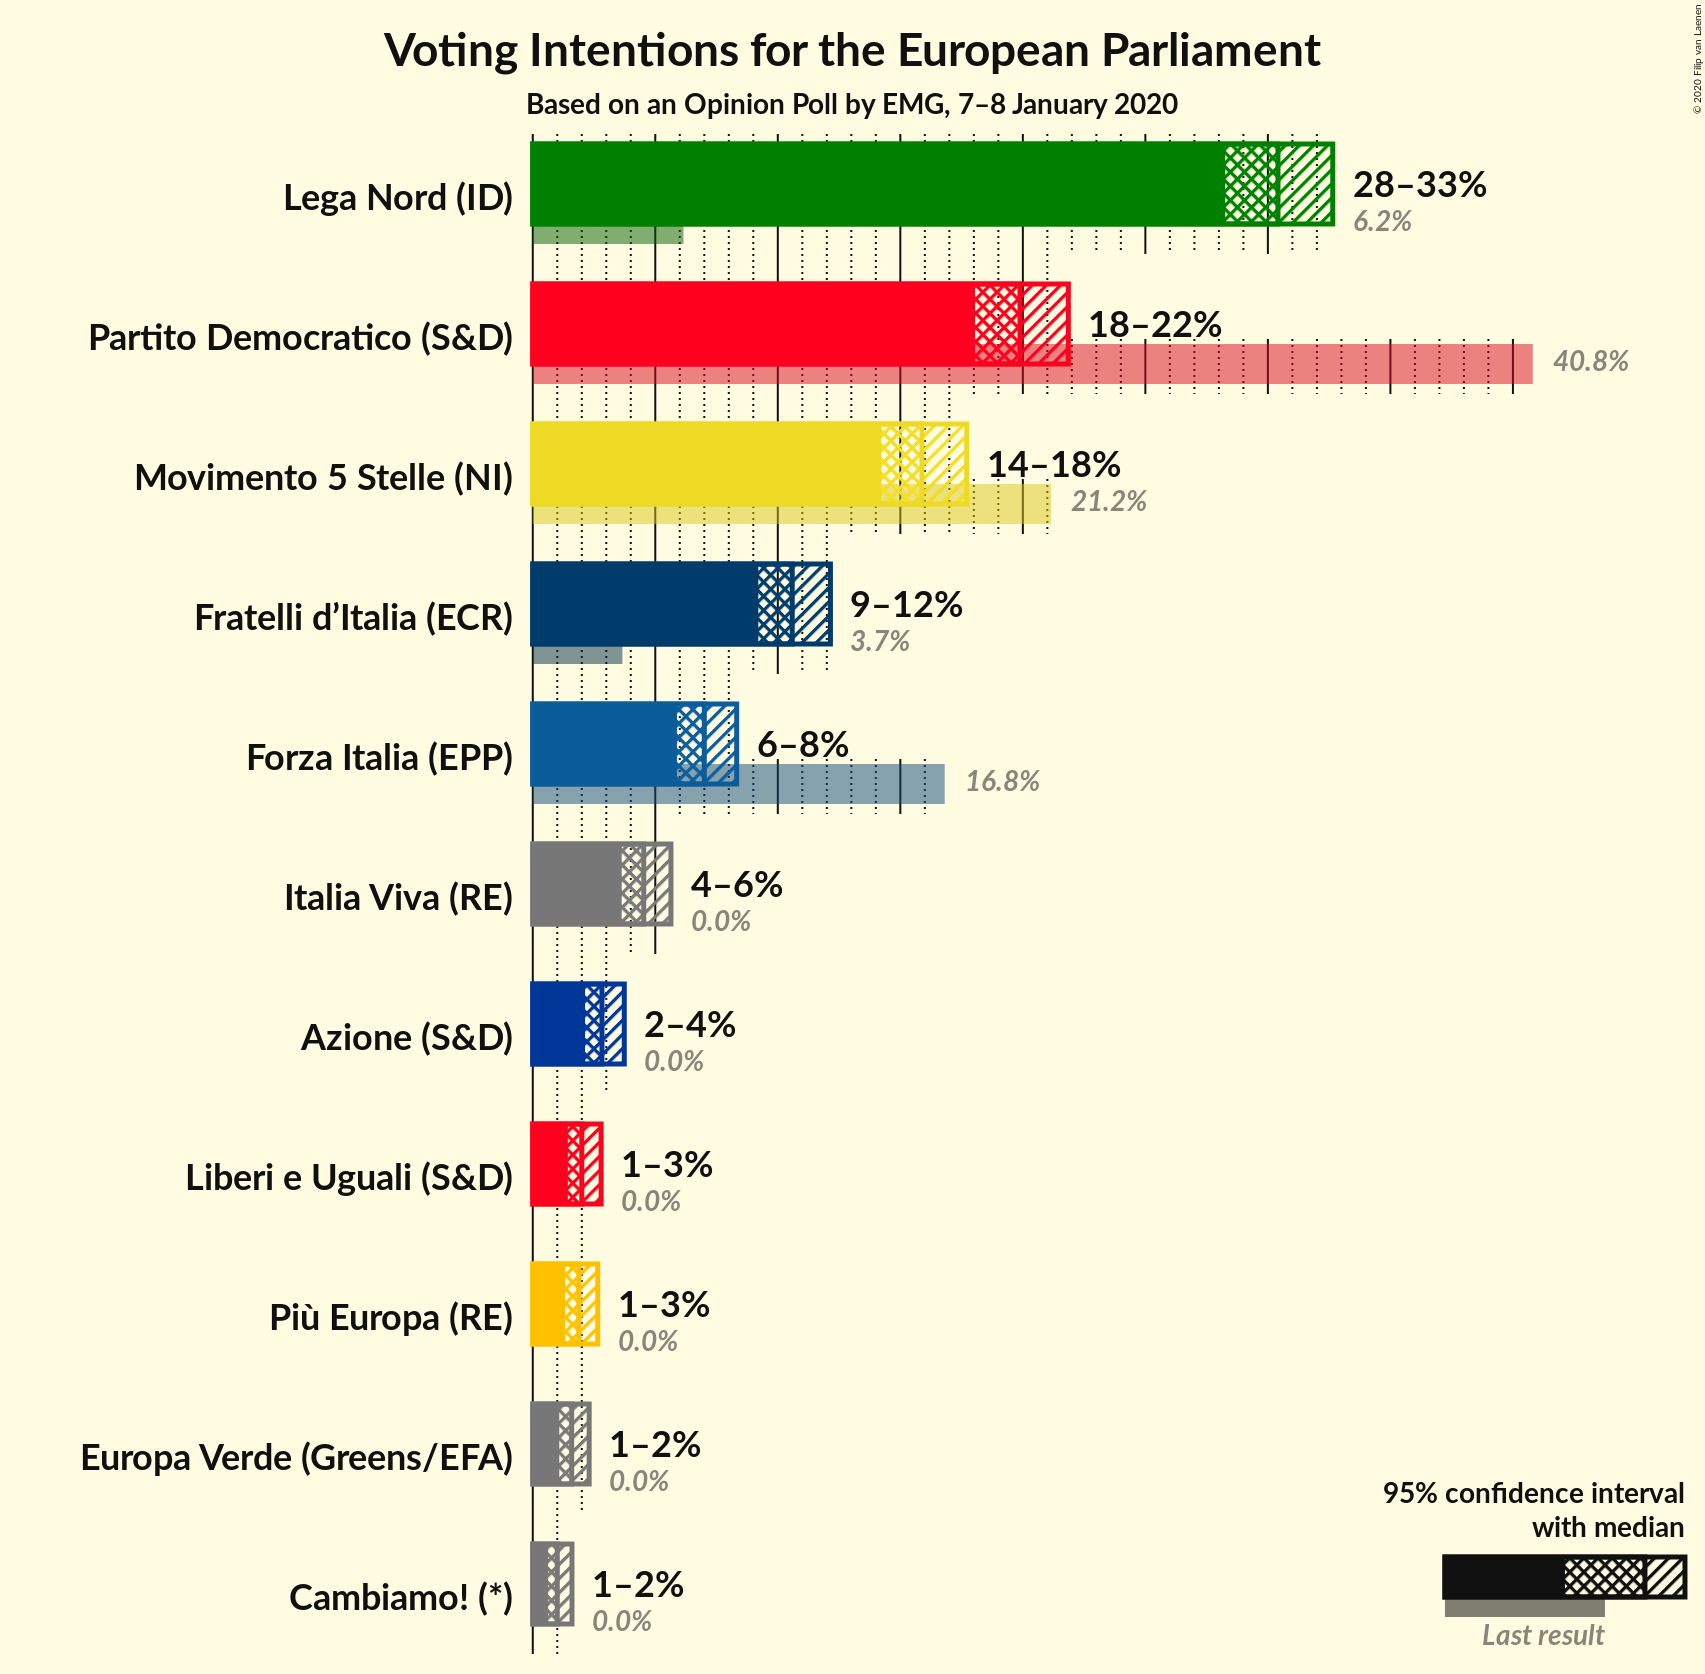 Voting Intentions for the European Parliament
Based on an Opinion Poll by EMG, 7–8 January 2020
© 2020 Filip van Laenen
Lega Nord (ID)
28–33%
6.2%
Partito Democratico (S&D)
18–22%
40.8%
Movimento 5 Stelle (NI)
14–18%
21.2%
Fratelli d’Italia (ECR)
9–12%
3.7%
Forza Italia (EPP)
6–8%
16.8%
Italia Viva (RE)
4–6%
0.0%
Azione (S&D)
2–4%
0.0%
Liberi e Uguali (S&D)
1–3%
0.0%
Più Europa (RE)
1–3%
0.0%
Europa Verde (Greens/EFA)
1–2%
0.0%
Cambiamo! (*)
1–2%
0.0%
95% confidence interval
with median
Last result